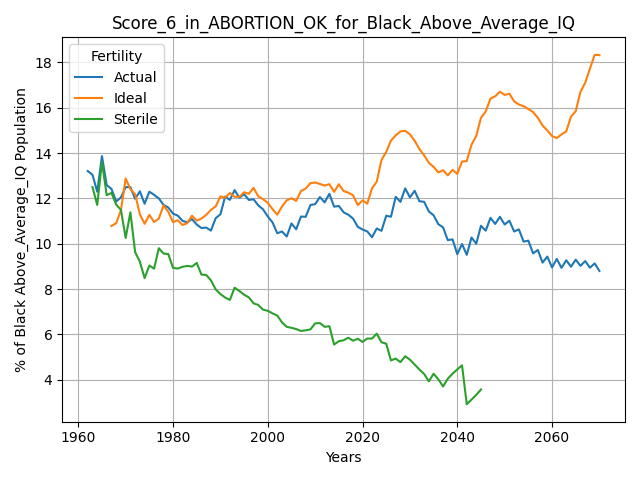 Score_6_in_ABORTION_OK_for_Black_Above_Average_IQ
Fertility
Actual
Ideal
Sterile
% of Black Above_Average_IQ Population
18
16
14
12
10
8
6
4
1960 1980 2000 2020 2040 2060
Years